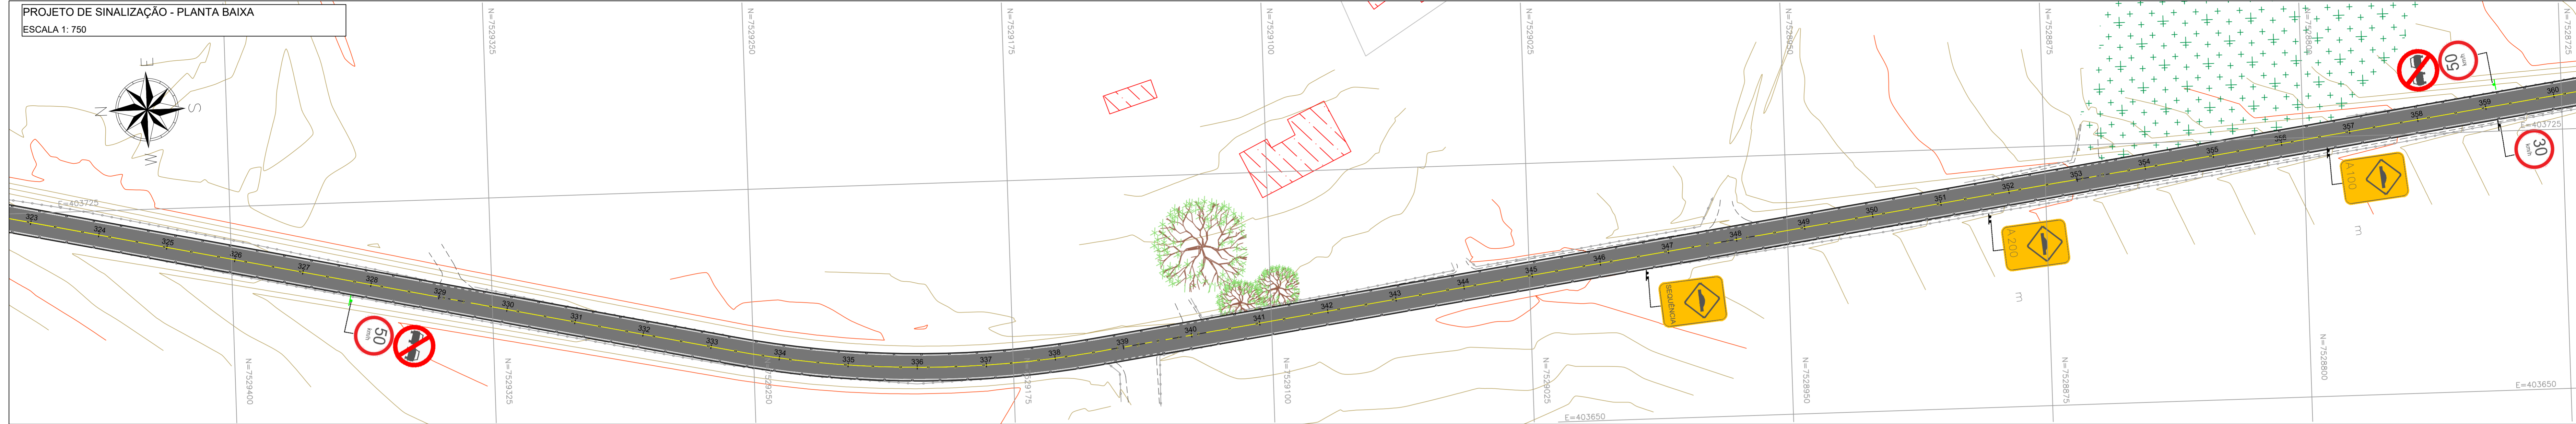 PROJETO DE SINALIZAÇÃO - PLANTA BAIXA
ESCALA 1: 750
N=7529325
N=7529250
N=7529175
N=7529100
N=7529025
N=7528950
N=7528875
N=7528800
N=7528725
E
N
S
W
E=403725
E=403725
323
324
325
326
327
328
329
330
331
332
333
334
335
336
337
338
339
340
341
342
343
344
345
346
347
348
349
350
351
352
353
354
355
356
357
358
359
360
50
km/h
50
km/h
30
km/h
SEQUÊNCIA
A 200
m
A 100
m
N=7529400
N=7529325
N=7529250
N=7529175
N=7529100
N=7529025
N=7528950
N=7528875
N=7528800
E=403650
E=403650